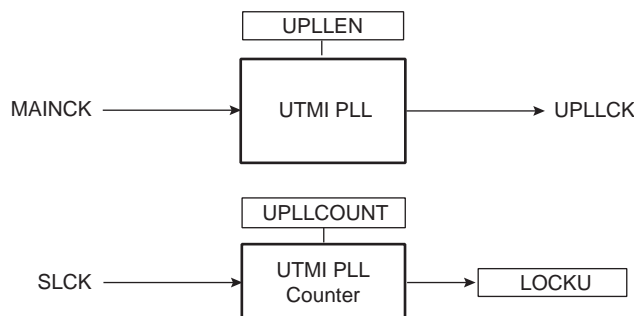 UPLLEN
MAINCK
UTMI PLL
UPLLCK
UPLLCOUNT
SLCK
UTMI PLL
Counter
LOCKU